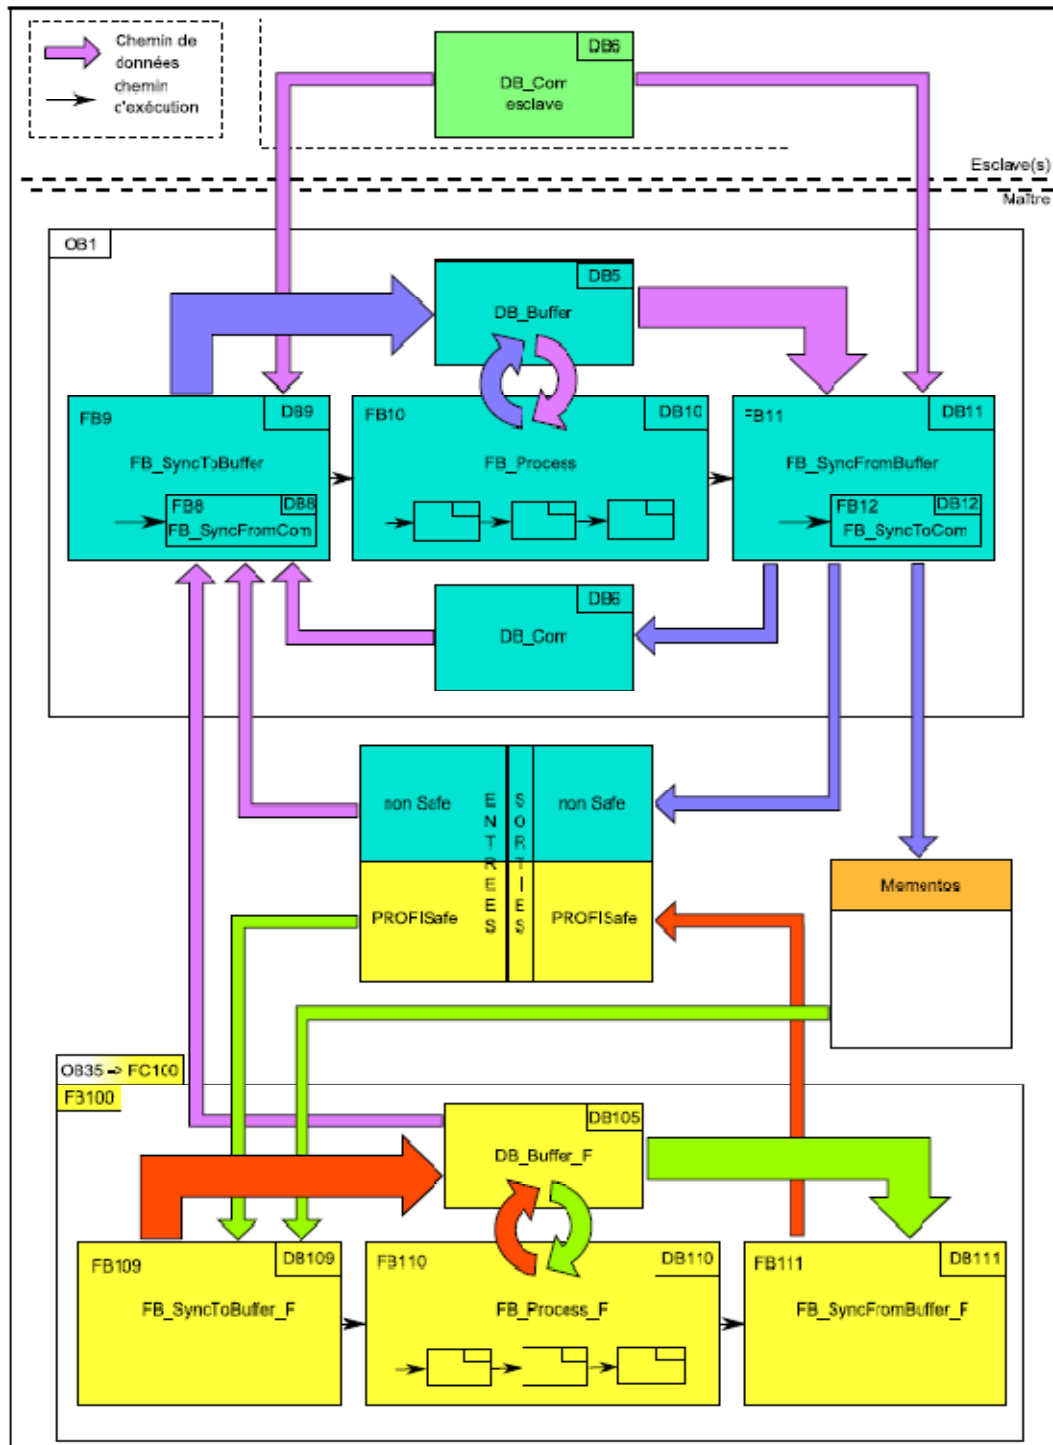 Chemin de
données
chemin
d'exécution
DB6
DB_Com
esclave
Esclave(s)
Maître
OB1
DB5
DB_Buffer
FB9
DB9
FB_SyncToBuffer
FB8
DB8
FB_SyncFromCom
FB10
DB10
FB_Process
FB11
DB11
FB_SyncFromBuffer
FB12
DB12
FB_SyncToCom
DB6
DB_Com
non Safe
ENTREES
SORTIES
non Safe
PROFISafe
PROFISafe
Mementos
OB35 => FC100
FB100
DB105
DB_Buffer_F
FB109
DB109
FB_SyncToBuffer_F
FB110
DB110
FB_Process_F
FB111
DB111
FB_SyncFromBuffer_F